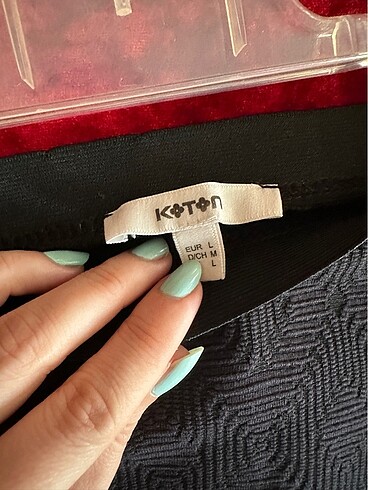 KOTON
EUR L
D/CH M
L